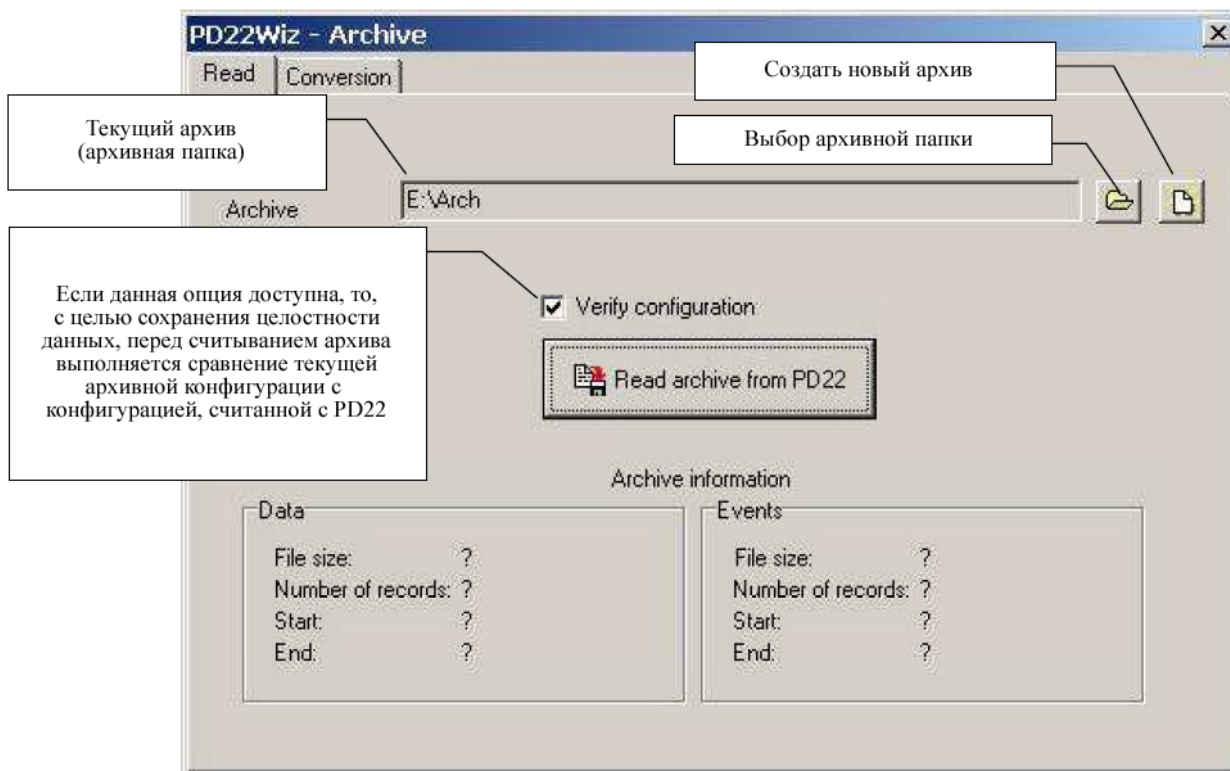 PD22Wiz - Archive
Read
Conversion
Создать новый архив
Текущий архив
(архивная папка)
Выбор архивной папки
Archive
E:\Arch
Если данная опция доступна, то,
с целью сохранения целостности
данных, перед считыванием архива
выполняется сравнение текущей
архивной конфигурации с
конфигурацией, считанной с PD22
Verify configuration
Read archive from PD22
Archive information
Data
File size: ?
Number of records: ?
Start: ?
End: ?
Events
File size: ?
Number of records: ?
Start: ?
End: ?